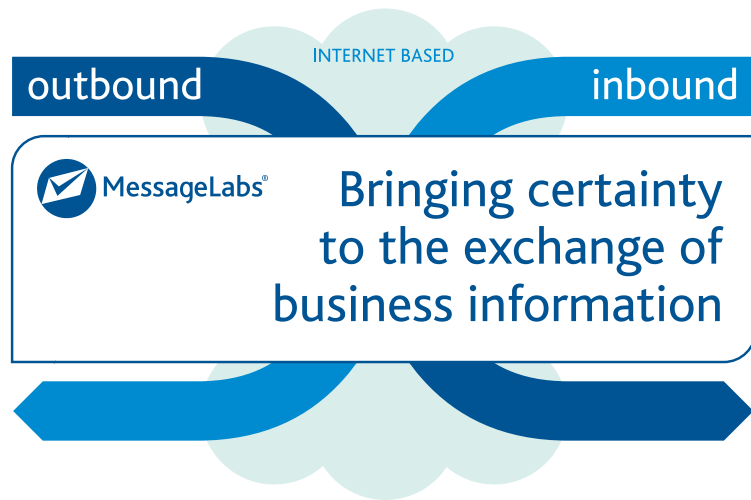 INTERNET BASED
outbound
inbound
MessageLabs®
Bringing certainty
to the exchange of
business information